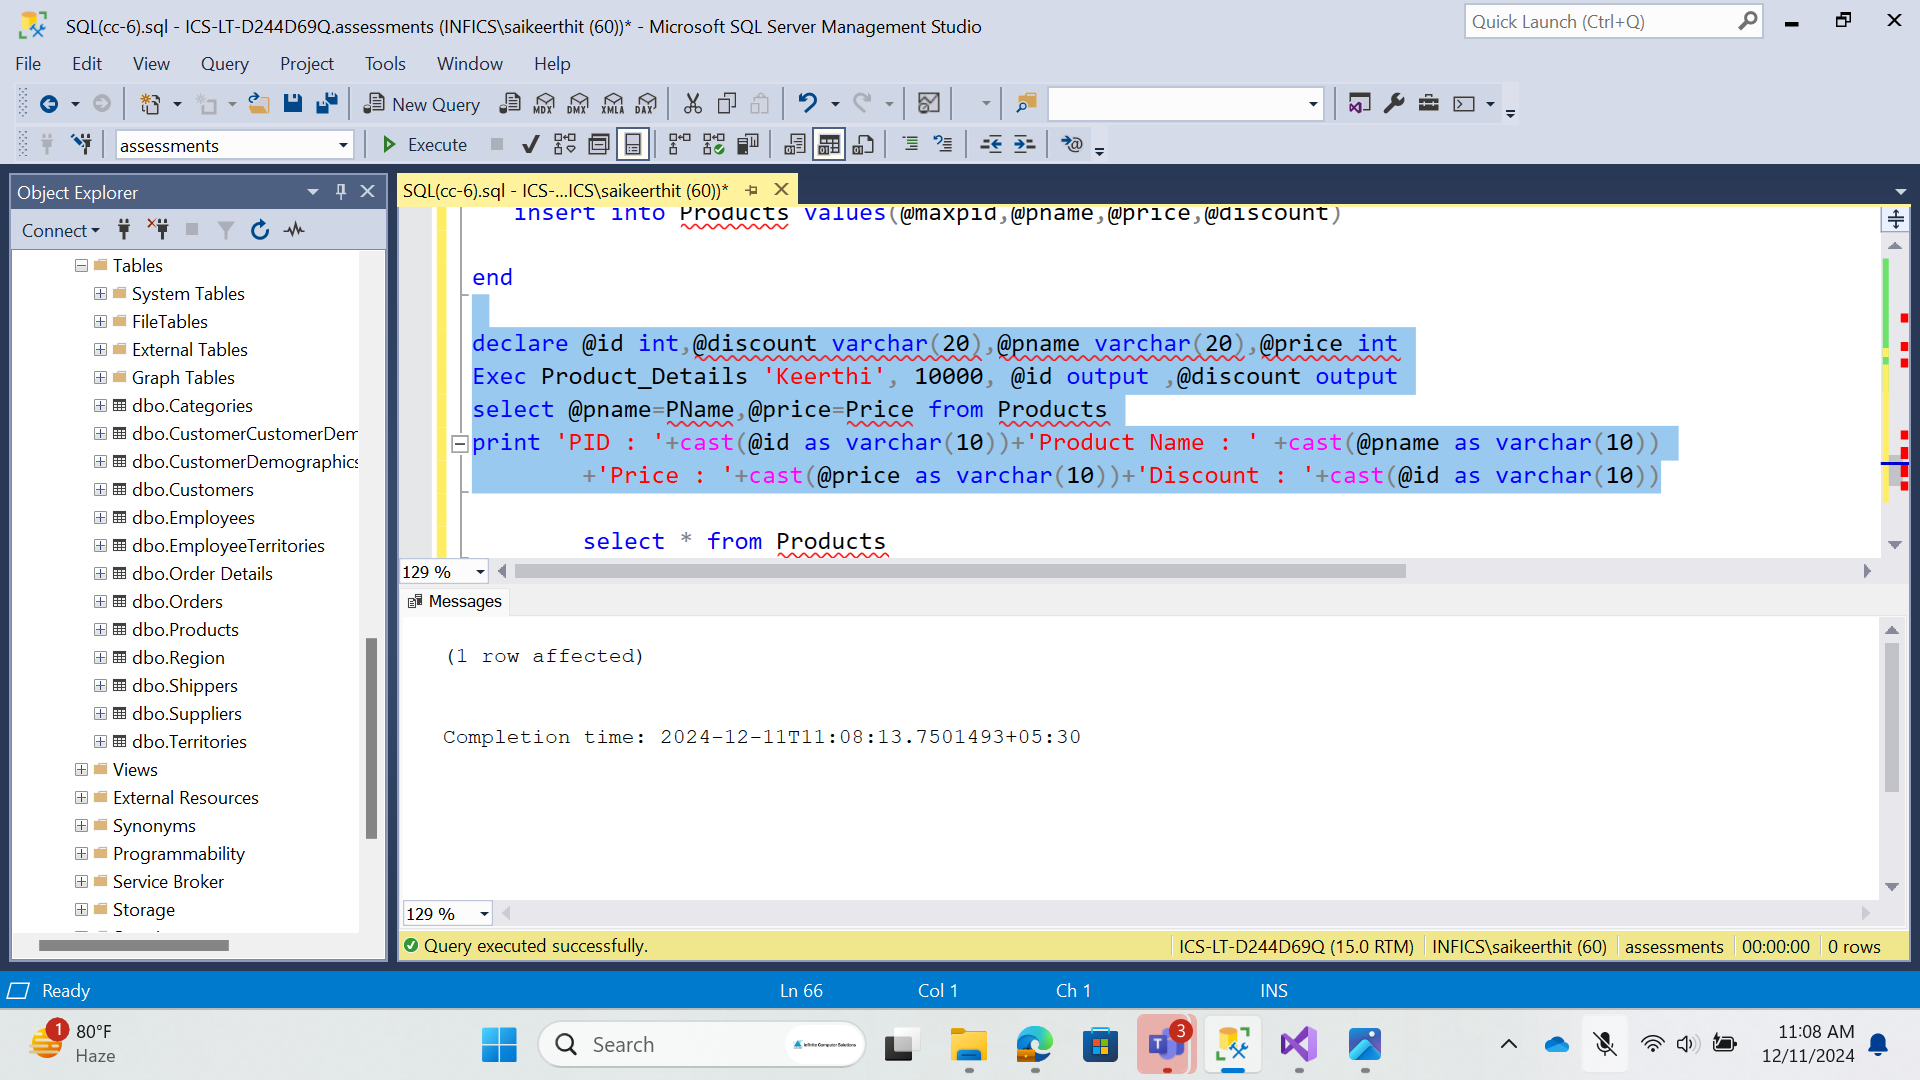 SQL(cc-6).sql - ICS-LT-D244D69Q.assessments (INFICS\saikeerthit (60))* - Microsoft SQL Server Management Studio
Quick Launch (Ctrl+Q)
File Edit View Query Project Tools Window Help
New Query MDX DMX XMLA DAX
assessments Execute
Object Explorer
Connect
Tables
System Tables
FileTables
External Tables
Graph Tables
dbo.Categories
dbo.CustomerCustomerDem
dbo.CustomerDemographics
dbo.Customers
dbo.Employees
dbo.EmployeeTerritories
dbo.Order Details
dbo.Orders
dbo.Products
dbo.Region
dbo.Shippers
dbo.Suppliers
dbo.Territories
Views
External Resources
Synonyms
Programmability
Service Broker
Storage
SQL(cc-6).sql - ICS-...ICS\saikeerthit (60))*
insert into Products values(@maxpid,@pname,@price,@discount)
end
declare @id int,@discount varchar(20),@pname varchar(20),@price int
Exec Product_Details 'Keerthi', 10000, @id output ,@discount output
select @pname=PName,@price=Price from Products
print 'PID : '+cast(@id as varchar(10))+'Product Name : ' +cast(@pname as varchar(10))
+'Price : '+cast(@price as varchar(10))+'Discount : '+cast(@id as varchar(10))
select * from Products
129 %
Messages
(1 row affected)
Completion time: 2024-12-11T11:08:13.7501493+05:30
129 %
Query executed successfully. ICS-LT-D244D69Q (15.0 RTM) INFICS\saikeerthit (60) assessments 00:00:00 0 rows
Ready Ln 66 Col 1 Ch 1 INS
1 80°F
Haze
Search Infinite Computer Solutions
3
11:08 AM
12/11/2024